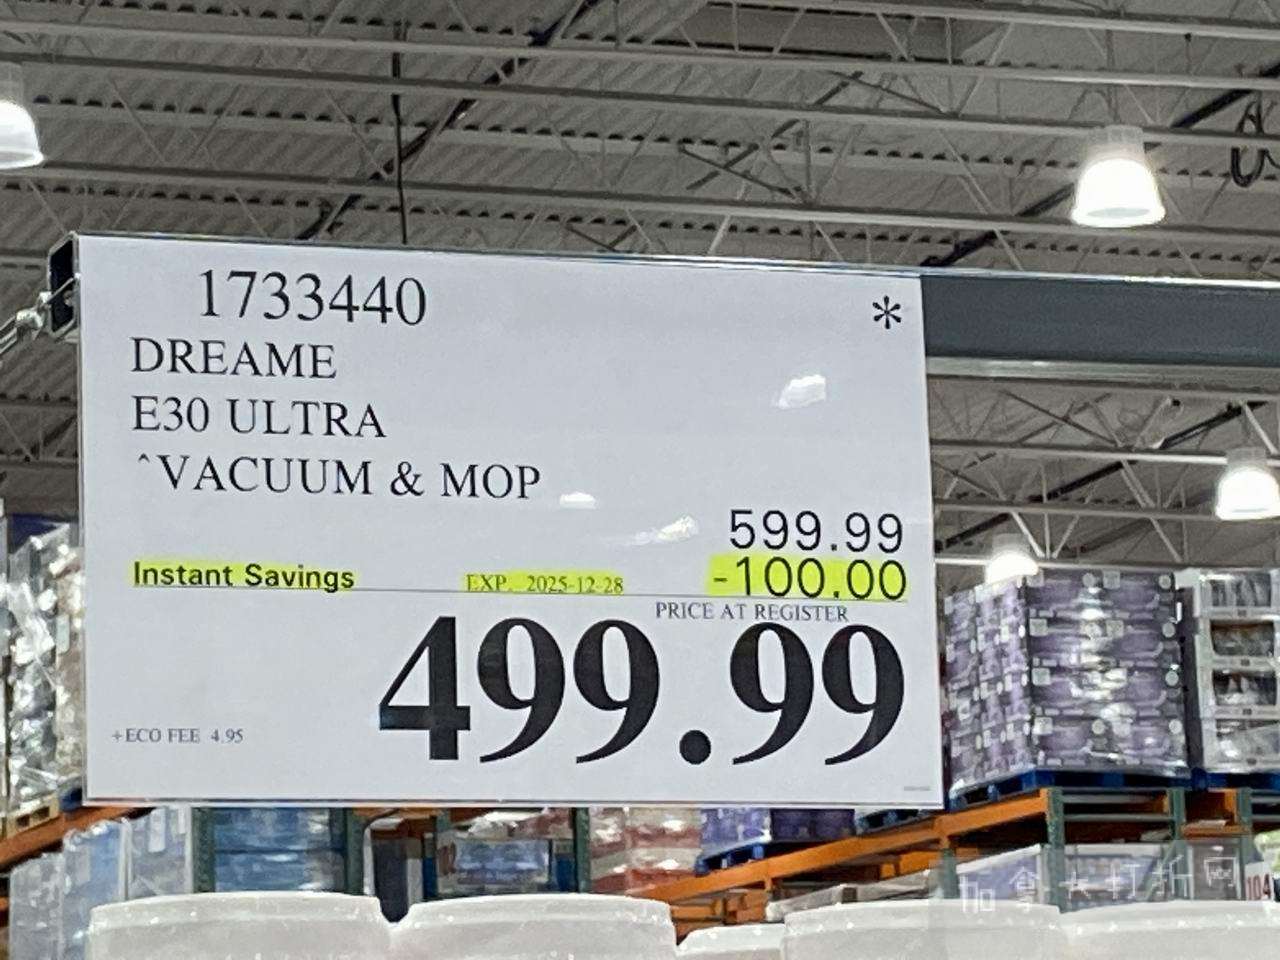 1733440
*
DREAME
E30 ULTRA
^VACUUM & MOP
599.99
Instant Savings EXP. 2025-12-28 -100.00
PRICE AT REGISTER
499.99
+ECO FEE 4.95
加拿大打折网
104